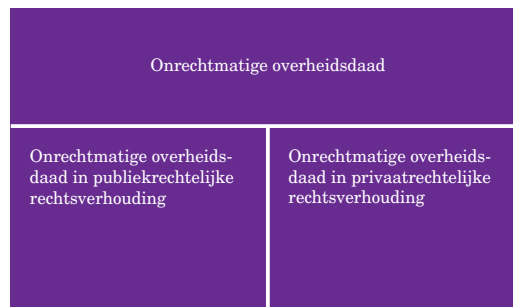 Onrechtmatige overheidsdaad
Onrechtmatige overheids-
daad in publiekrechtelijke
rechtsverhouding
Onrechtmatige overheids-
daad in privaatrechtelijke
rechtsverhouding